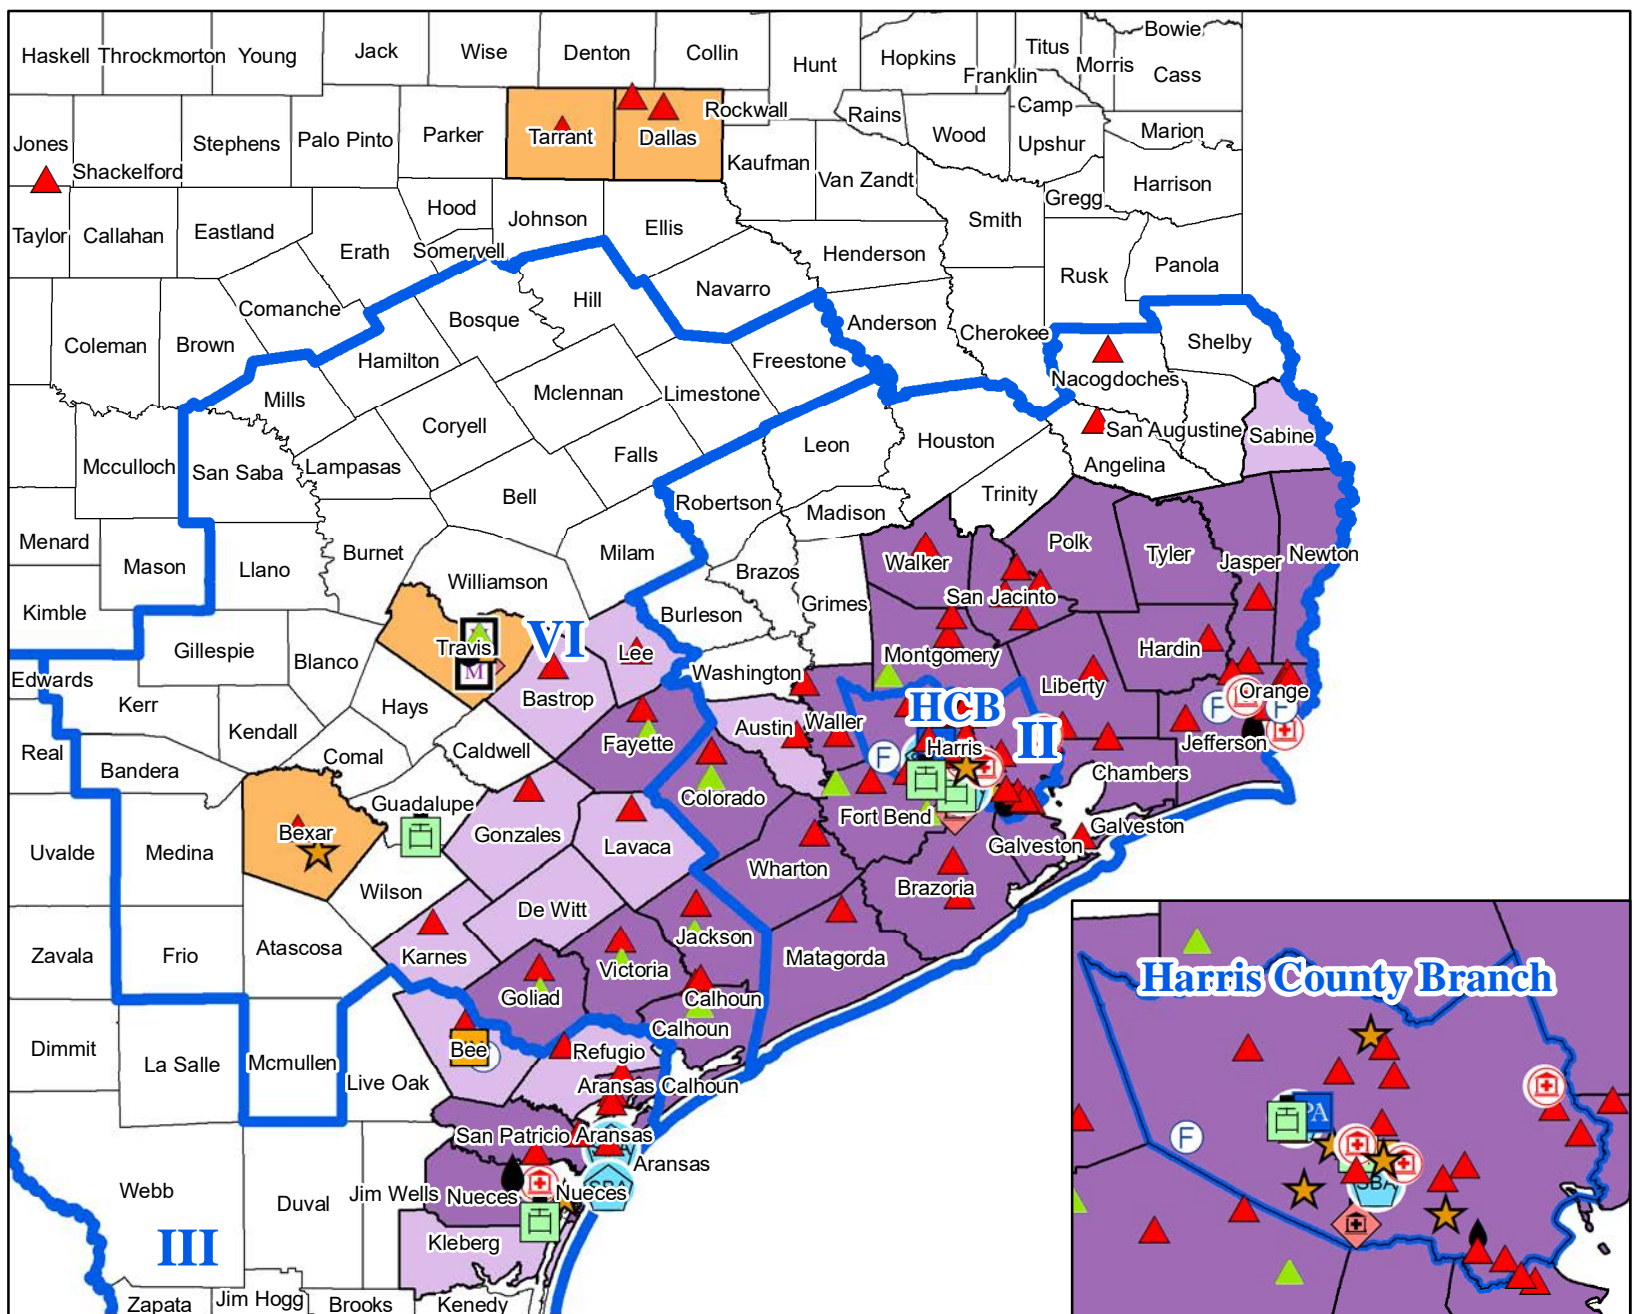 Bowie
Haskell Throckmorton Young Jack Wise Denton Collin Hunt Hopkins Titus Morris Cass
Franklin
Camp
Rockwall Rains
Jones Stephens Palo Pinto Parker Tarrant Dallas Wood Upshur Marion
Shackelford Kaufman Van Zandt Harrison
Gregg
Taylor Callahan Eastland Hood Johnson Ellis Smith
Erath Somervell Henderson Rusk Panola
Comanche Bosque Hill Navarro Anderson
Coleman Brown Hamilton Freestone Cherokee Shelby
Nacogdoches
Mills Mclennan Limestone
Coryell Leon Houston San Augustine Sabine
Mcculloch San Saba Lampasas Falls Angelina
Bell Robertson Madison Trinity
Menard Mason Llano Burnet Milam Walker Polk Tyler Jasper Newton
Williamson Brazos
Kimble Burleson Grimes San Jacinto
Gillespie Travis VI Lee Montgomery Hardin
M
Blanco Washington
Edwards Kerr Bastrop Liberty Orange
Hays HCB F F
Kendall Austin Waller
Real Comal Caldwell Fayette Harris II Jefferson
F
Bandera Chambers
Guadalupe Colorado
Uvalde Medina Bexar Gonzales Lavaca Fort Bend Galveston
Galveston
Wilson Wharton Brazoria
De Witt
Zavala Frio Atascosa Karnes Victoria Jackson Matagorda
Goliad Calhoun
Calhoun
Dimmit La Salle Mcmullen Bee Refugio
Live Oak Aransas Calhoun
San Patricio Aransas
Aransas
Webb Duval Jim Wells Nueces Nueces
SBA
III Kleberg
Zapata Jim Hogg Brooks Kenedy
Harris County Branch
PA
F
SBA